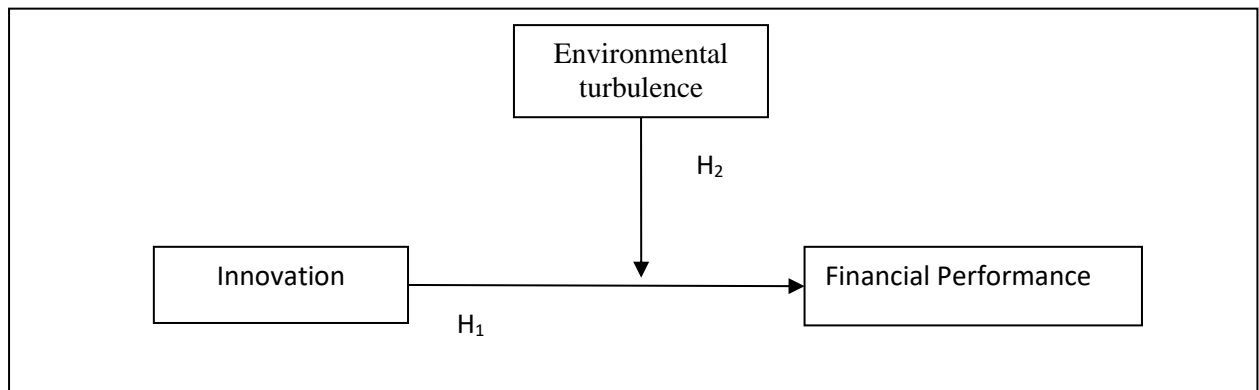 Environmental
turbulence
H₂
Innovation
Financial Performance
H₁